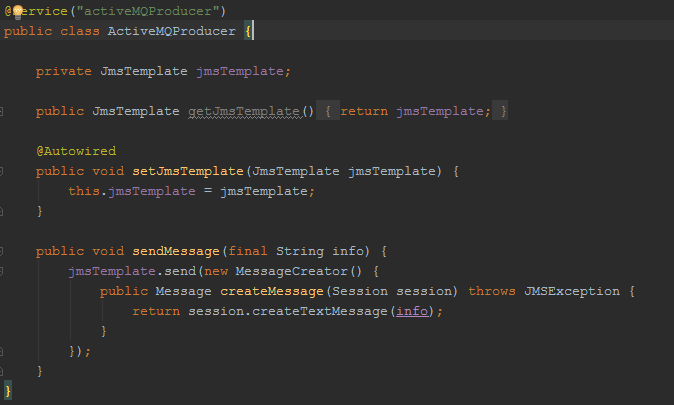 @Service("activeMQProducer")
public class ActiveMQProducer {
private JmsTemplate jmsTemplate;
public JmsTemplate getJmsTemplate() { return jmsTemplate; }
@Autowired
public void setJmsTemplate(JmsTemplate jmsTemplate) {
this.jmsTemplate = jmsTemplate;
}
public void sendMessage(final String info) {
jmsTemplate.send(new MessageCreator() {
public Message createMessage(Session session) throws JMSException {
return session.createTextMessage(info);
}
});
}
}